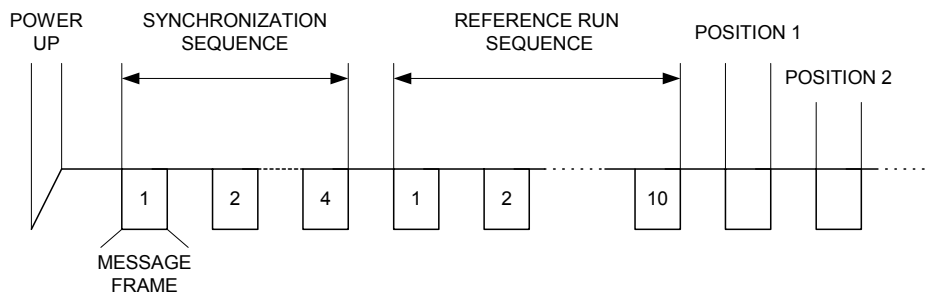 POWER
UP
SYNCHRONIZATION
SEQUENCE
REFERENCE RUN
SEQUENCE
POSITION 1
POSITION 2
1
2
4
1
2
10
MESSAGE
FRAME